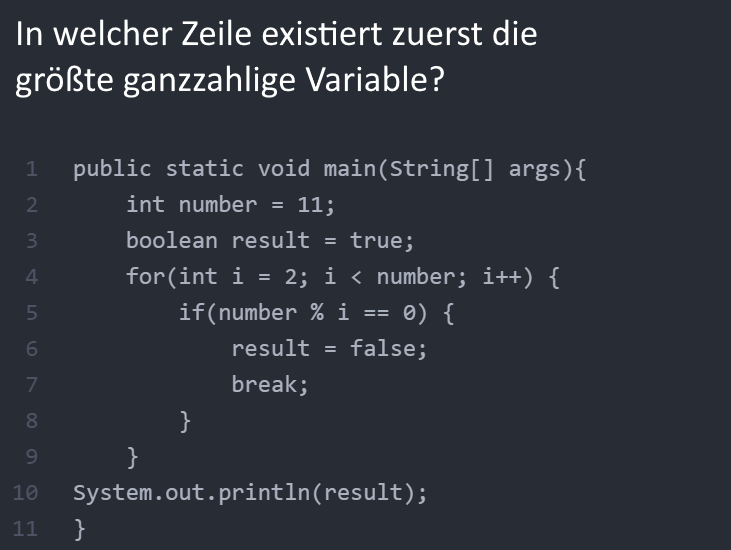 In welcher Zeile existiert zuerst die
größte ganzzahlige Variable?
1 public static void main(String[] args){
2 int number = 11;
3 boolean result = true;
4 for(int i = 2; i < number; i++) {
5 if(number % i == 0) {
6 result = false;
7 break;
8 }
9 }
10 System.out.println(result);
11 }